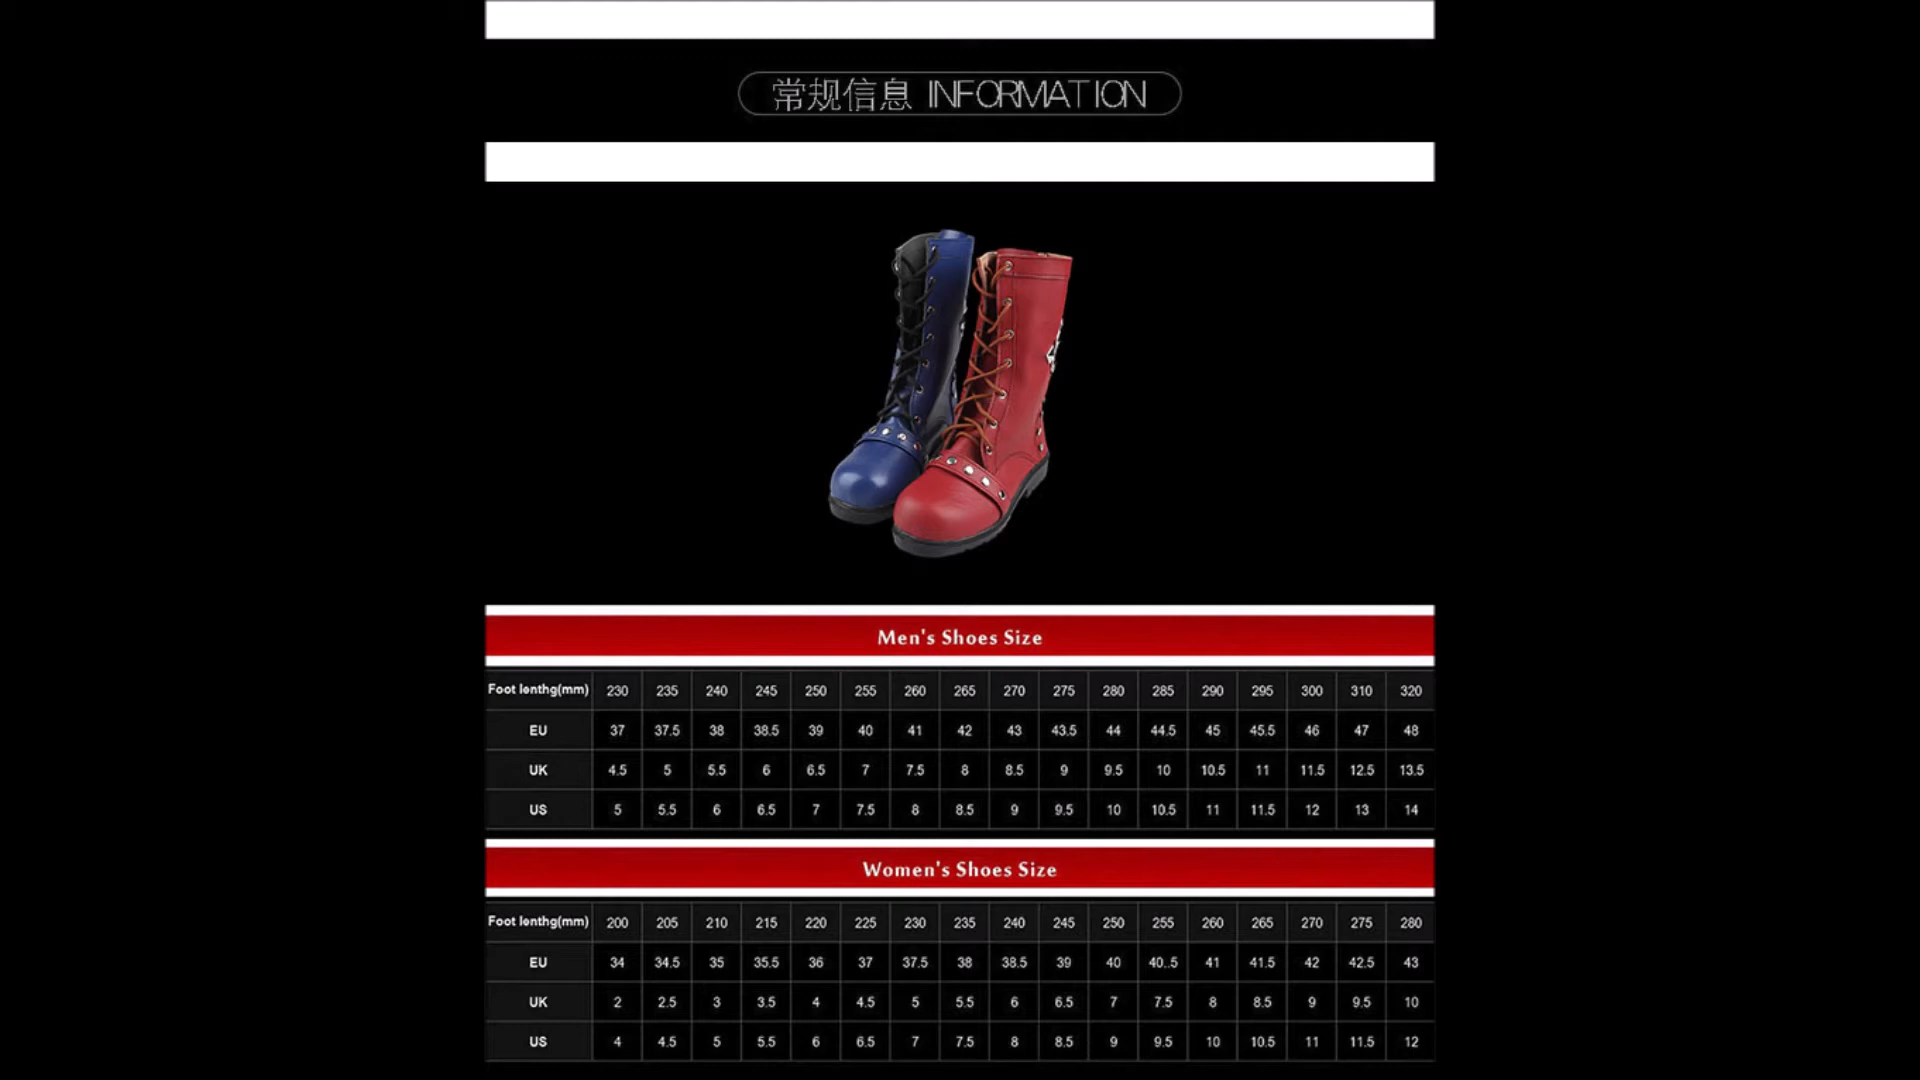 常规信息 INFORMATION
Men's Shoes Size
Foot lenthg(mm) 230 235 240 245 250 255 260 265 270 275 280 285 290 295 300 310 320
EU 37 37.5 38 38.5 39 40 41 42 43 43.5 44 44.5 45 45.5 46 47 48
UK 4.5 5 5.5 6 6.5 7 7.5 8 8.5 9 9.5 10 10.5 11 11.5 12.5 13.5
US 5 5.5 6 6.5 7 7.5 8 8.5 9 9.5 10 10.5 11 11.5 12 13 14
Women's Shoes Size
Foot lenthg(mm) 200 205 210 215 220 225 230 235 240 245 250 255 260 265 270 275 280
EU 34 34.5 35 35.5 36 37 37.5 38 38.5 39 40 40..5 41 41.5 42 42.5 43
UK 2 2.5 3 3.5 4 4.5 5 5.5 6 6.5 7 7.5 8 8.5 9 9.5 10
US 4 4.5 5 5.5 6 6.5 7 7.5 8 8.5 9 9.5 10 10.5 11 11.5 12